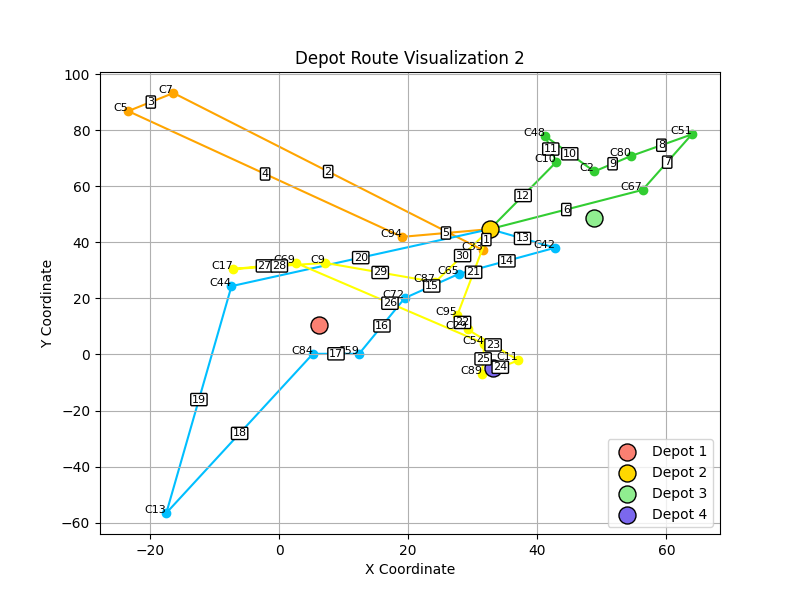 Depot Route Visualization 2
100
80
60
40
20
0
−20
−40
−60
Y Coordinate
−20
0
20
40
60
X Coordinate
C7
C5
3
C48
C51
11
10
8
C10
C80
7
2
4
C2
9
C67
12
6
C94
5
1
13
C33
C42
20
30
14
C17
27
28
C69
C9
29
C87
C65
21
15
C44
C72
26
C95
22
16
C54
23
C84
17
C59
25
C11
C89
24
19
18
C13
Depot 1
Depot 2
Depot 3
Depot 4